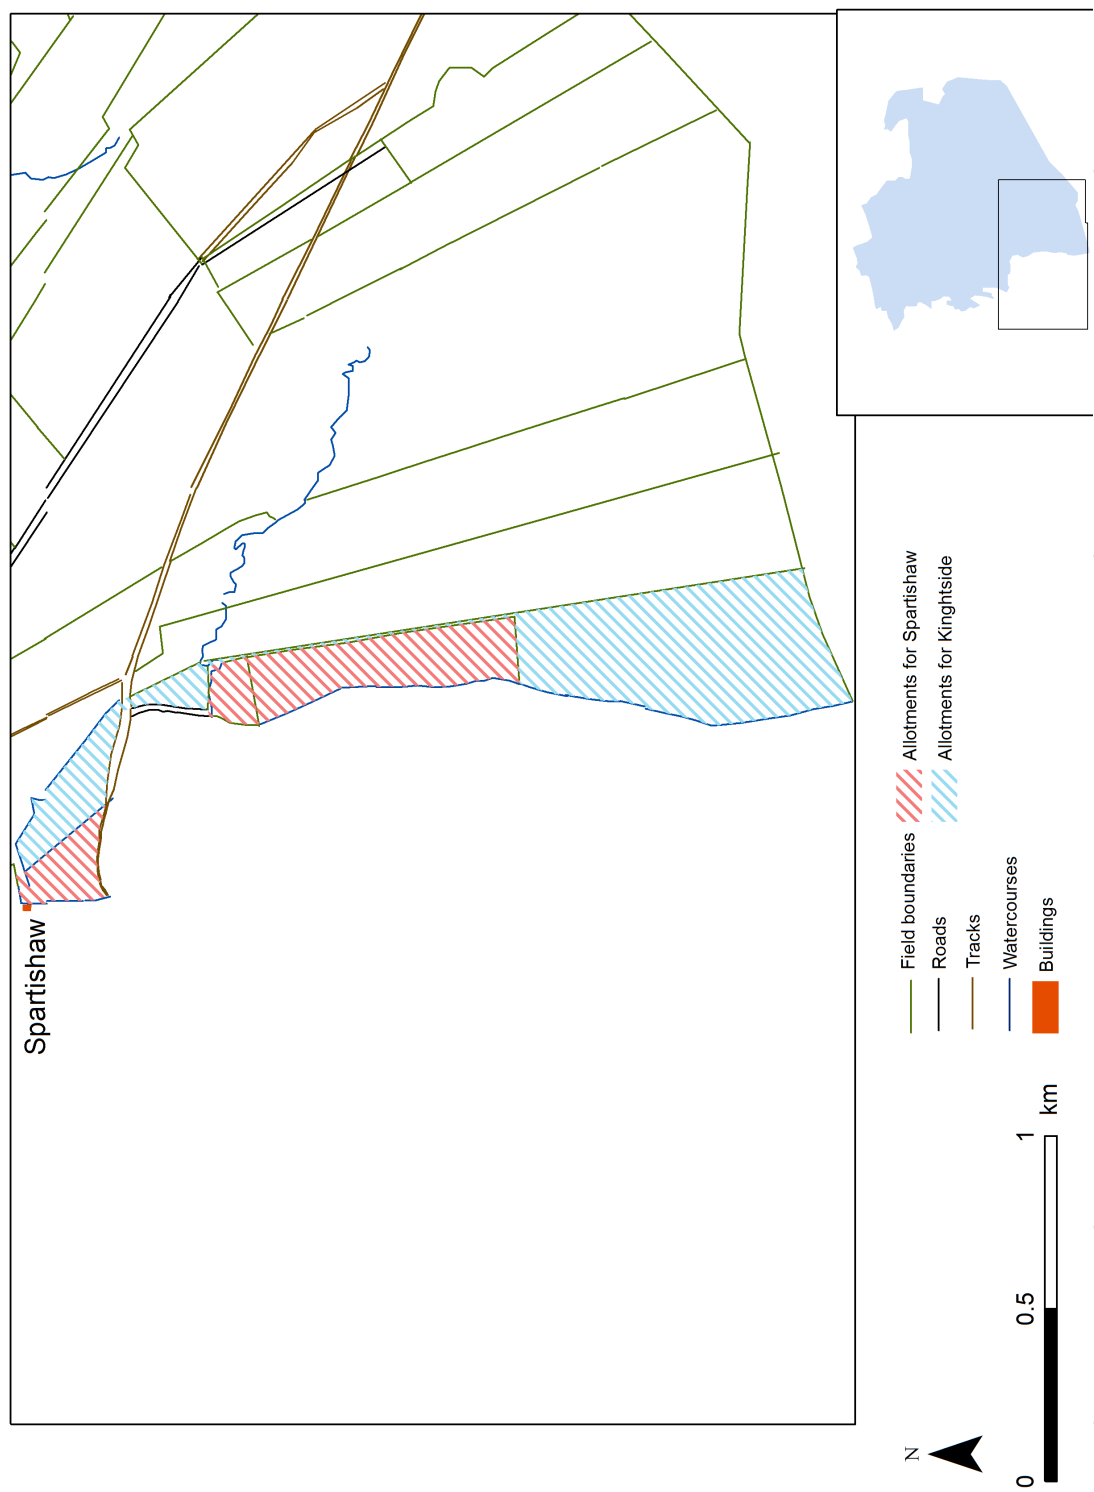 Spartishaw
Field boundaries
Roads
Tracks
Watercourses
Buildings
Allotments for Spartishaw
Allotments for Kinghtside
N
0 0.5 1
km